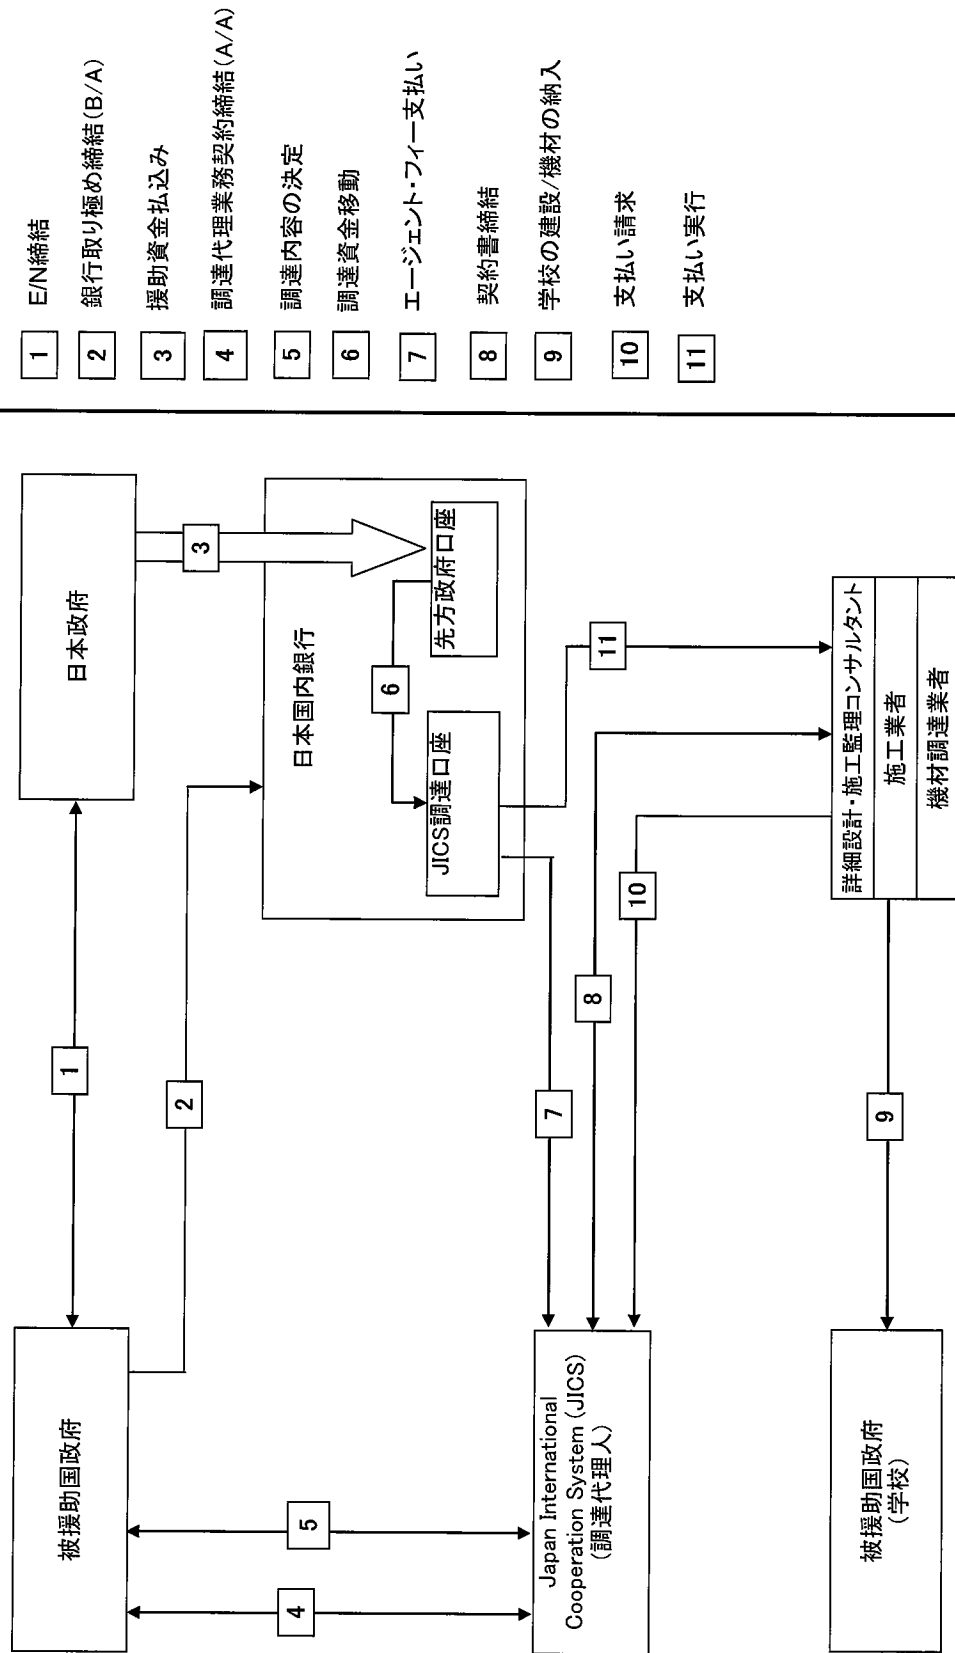 被援助国政府
1
日本政府
2
3
日本国内銀行
先方政府口座
6
JICS調達口座
4
5
7
8
10
11
Japan International
Cooperation System (JICS)
(調達代理人)
詳細設計・施工監理コンサルタント
施工業者
機材調達業者
9
被援助国政府
(学校)
1 E/N締結
2 銀行取り極め締結(B/A)
3 援助資金払込み
4 調達代理業務契約締結(A/A)
5 調達内容の決定
6 調達資金移動
7 エージェント・フィー支払い
8 契約書締結
9 学校の建設/機材の納入
10 支払い請求
11 支払い実行